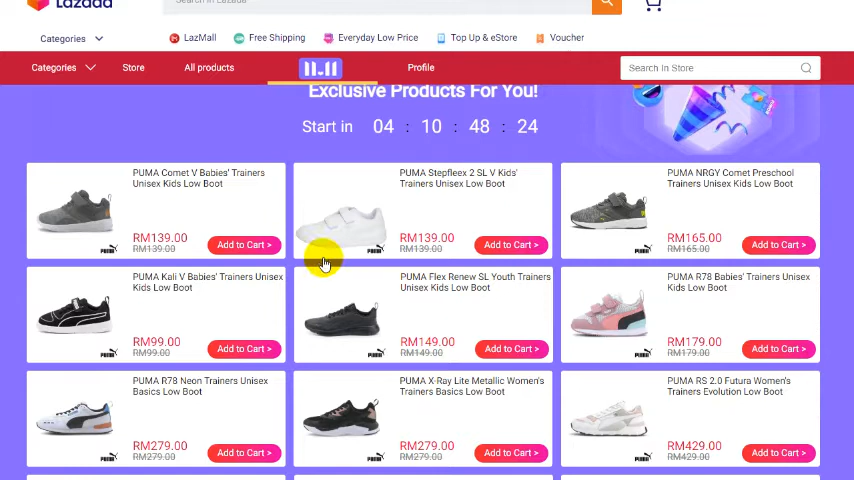 Lazada
Search in Lazada
Categories
LazMall
Free Shipping
Everyday Low Price
Top Up & eStore
Voucher
Categories
Store
All products
11.11
Profile
Search In Store
Exclusive Products For You!
Start in 04 : 10 : 48 : 24
PUMA Comet V Babies' Trainers
Unisex Kids Low Boot
RM139.00
RM139.00
Add to Cart >
PUMA
PUMA Stepfleex 2 SL V Kids'
Trainers Unisex Low Boot
RM139.00
RM139.00
Add to Cart >
PUMA
PUMA NRGY Comet Preschool
Trainers Unisex Kids Low Boot
RM165.00
RM165.00
Add to Cart >
PUMA
PUMA Kali V Babies' Trainers Unisex
Kids Low Boot
RM99.00
RM99.00
Add to Cart >
PUMA
PUMA Flex Renew SL Youth Trainers
Unisex Kids Low Boot
RM149.00
RM149.00
Add to Cart >
PUMA
PUMA R78 Babies' Trainers Unisex
Kids Low Boot
RM179.00
RM179.00
Add to Cart >
PUMA
PUMA R78 Neon Trainers Unisex
Basics Low Boot
RM279.00
RM279.00
Add to Cart >
PUMA
PUMA X-Ray Lite Metallic Women's
Trainers Basics Low Boot
RM279.00
RM279.00
Add to Cart >
PUMA
PUMA RS 2.0 Futura Women's
Trainers Evolution Low Boot
RM429.00
RM429.00
Add to Cart >
PUMA